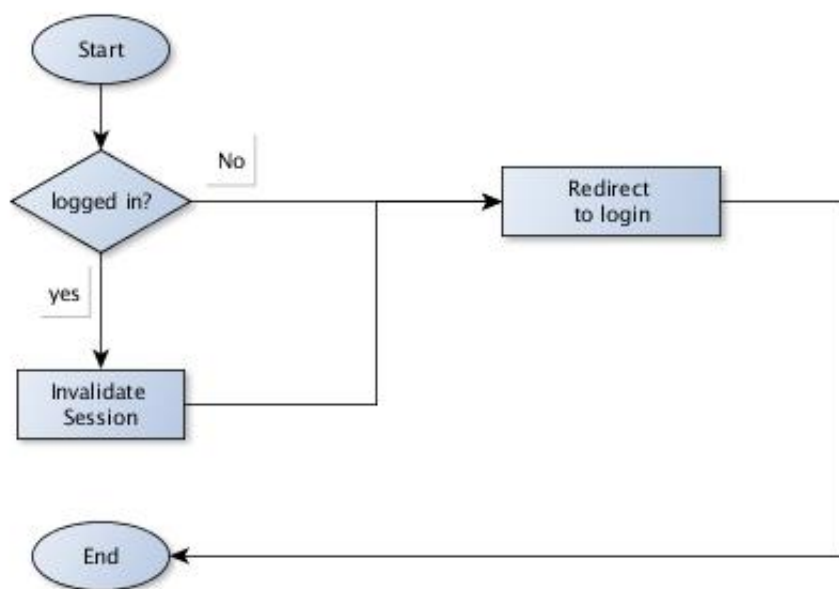 Start
No
logged in?
Redirect
to login
yes
Invalidate
Session
End